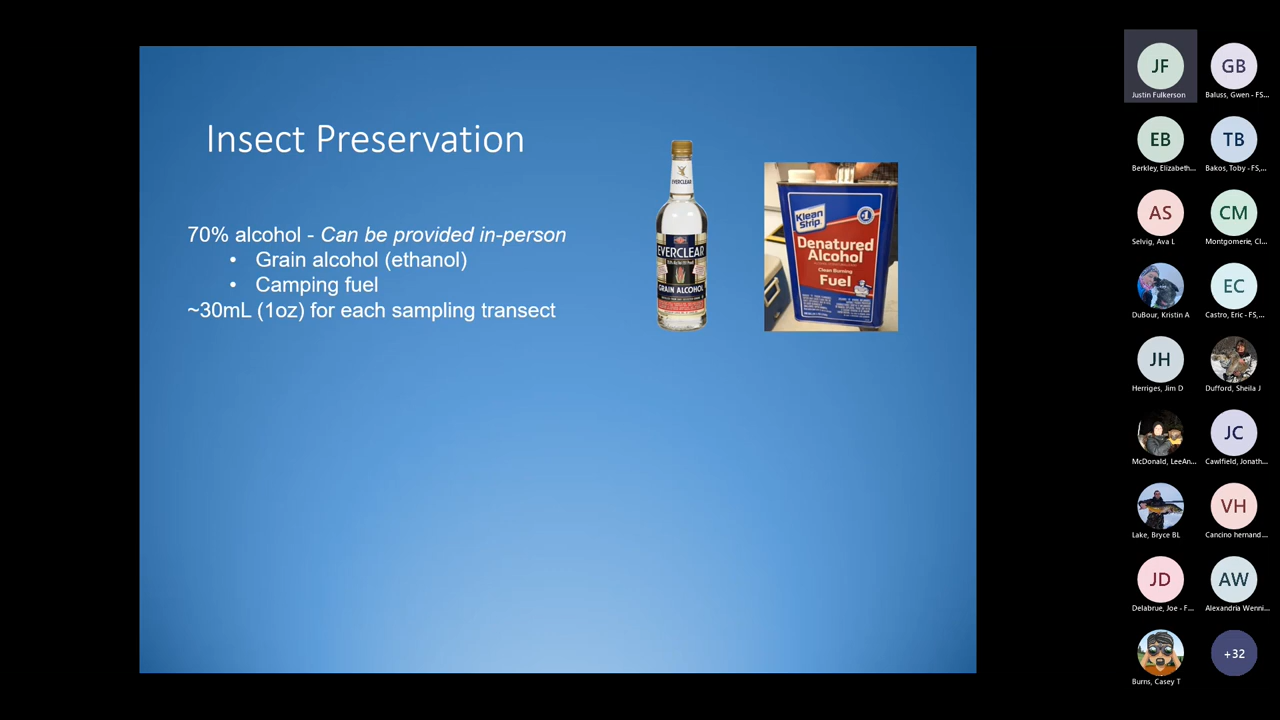 Insect Preservation
70% alcohol - Can be provided in-person
• Grain alcohol (ethanol)
• Camping fuel
~30mL (1oz) for each sampling transect
EVERCLEAR
EVERCLEAR
GRAIN ALCOHOL
Klean
Strip
#1
Denatured
Alcohol
Clean Burning
Fuel
JF
Justin Fulkerson
GB
Baluss, Gwen - FS...
EB
Berkley, Elizabeth...
TB
Bakos, Toby - FS,...
AS
Selvig, Ava L
CM
Montgomerie, Cl...
DuBour, Kristin A
EC
Castro, Eric - FS,...
JH
Herriges, Jim D
Dufford, Sheila J
McDonald, LeeAn...
JC
Cawlfield, Jonath...
Lake, Bryce BL
VH
Cancino hernand...
JD
Delabrue, Joe - F...
AW
Alexandria Wenni...
Burns, Casey T
+32